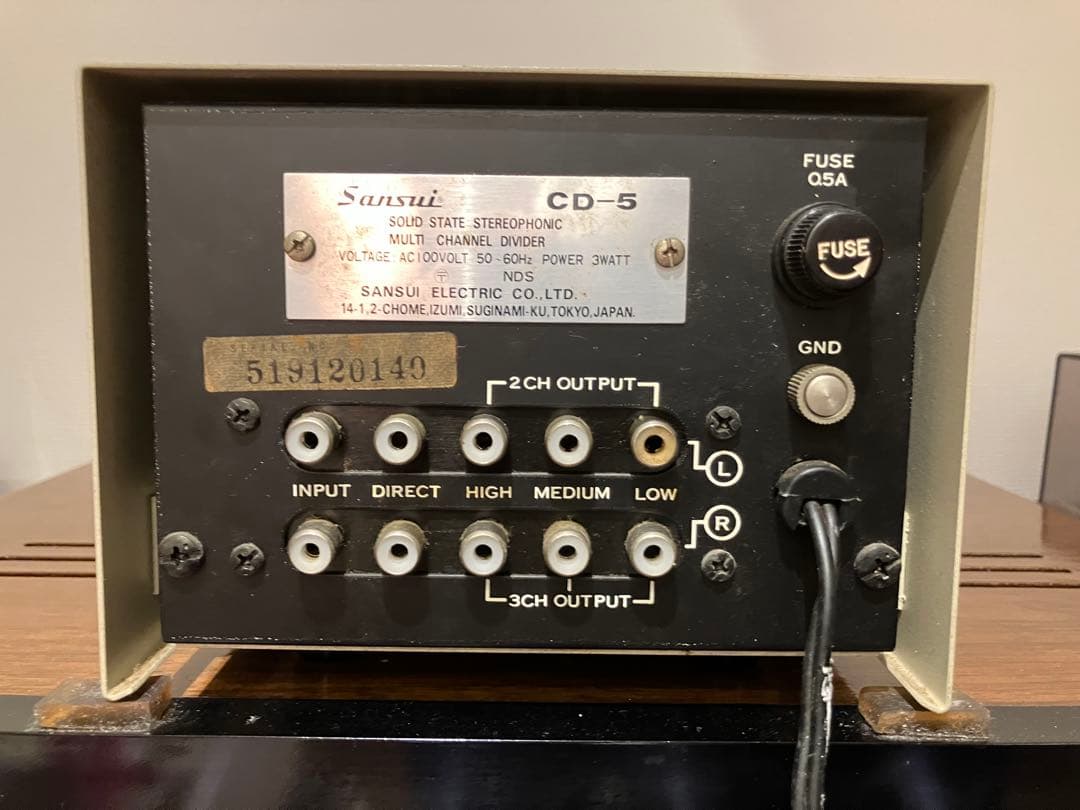 Sansui CD-5
SOLID STATE STEREOPHONIC
MULTI CHANNEL DIVIDER
VOLTAGE: AC100VOLT 50~60Hz POWER 3WATT
〒 NDS
SANSUI ELECTRIC CO.,LTD.
14-1,2-CHOME,IZUMI,SUGINAMI-KU,TOKYO,JAPAN.
FUSE
0.5A
FUSE
GND
SERIAL NO.
519120140
2CH OUTPUT
L
INPUT DIRECT HIGH MEDIUM LOW
R
3CH OUTPUT